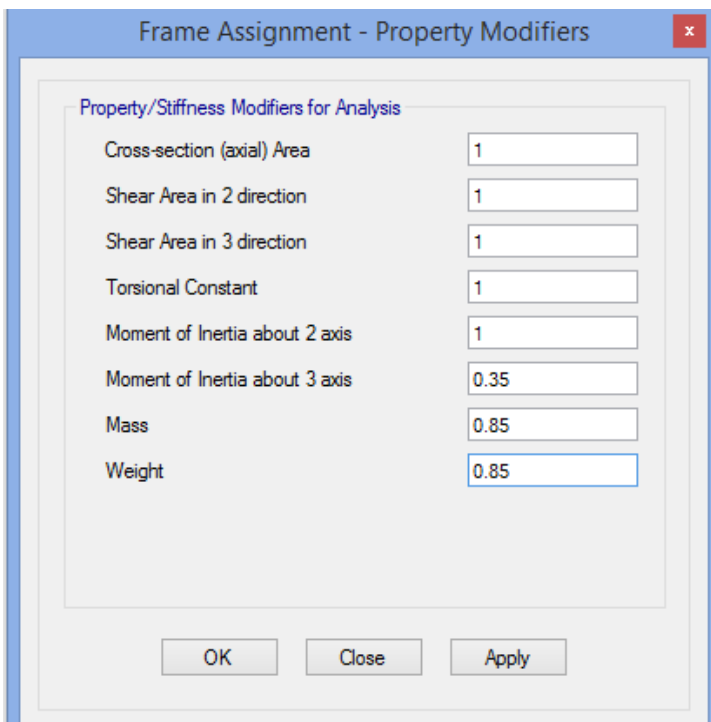 Frame Assignment - Property Modifiers
x
Property/Stiffness Modifiers for Analysis
Cross-section (axial) Area 1
Shear Area in 2 direction 1
Shear Area in 3 direction 1
Torsional Constant 1
Moment of Inertia about 2 axis 1
Moment of Inertia about 3 axis 0.35
Mass 0.85
Weight 0.85
OK Close Apply